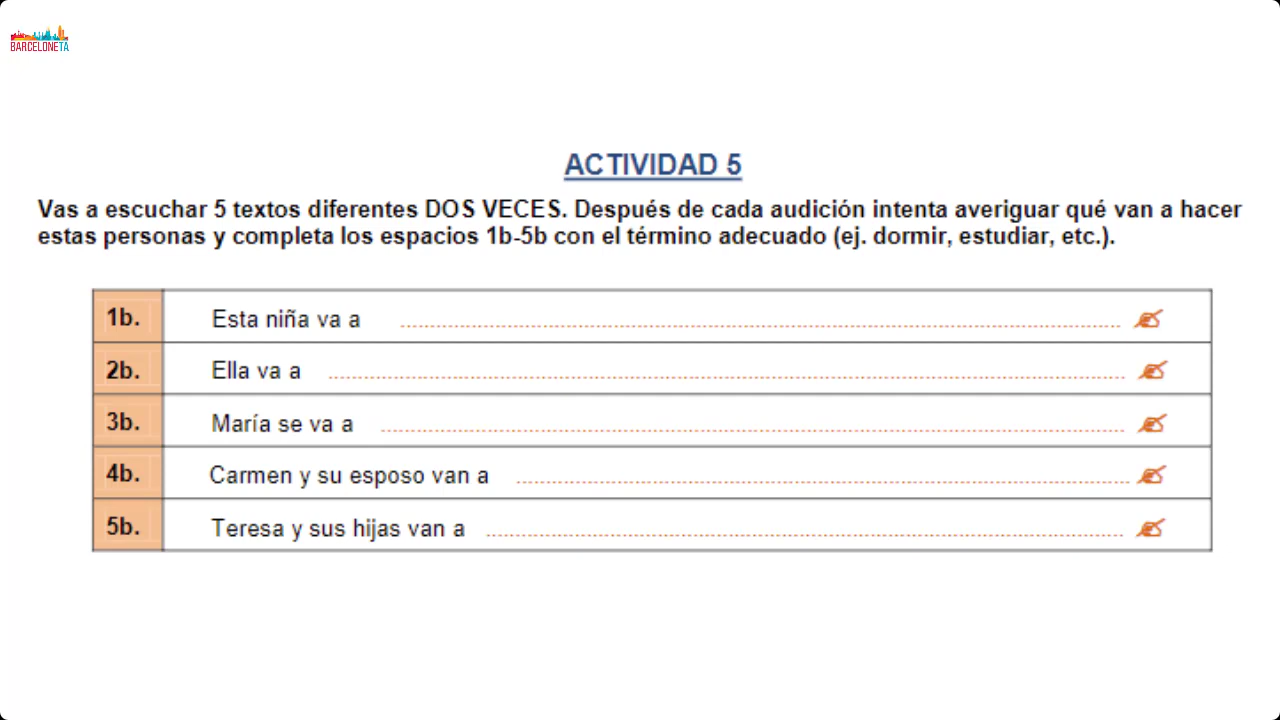 BARCELONETA
ACTIVIDAD 5
Vas a escuchar 5 textos diferentes DOS VECES. Después de cada audición intenta averiguar qué van a hacer
estas personas y completa los espacios 1b-5b con el término adecuado (ej. dormir, estudiar, etc.).
1b. Esta niña va a ........................................
2b. Ella va a ........................................
3b. María se va a ........................................
4b. Carmen y su esposo van a ........................................
5b. Teresa y sus hijas van a ........................................